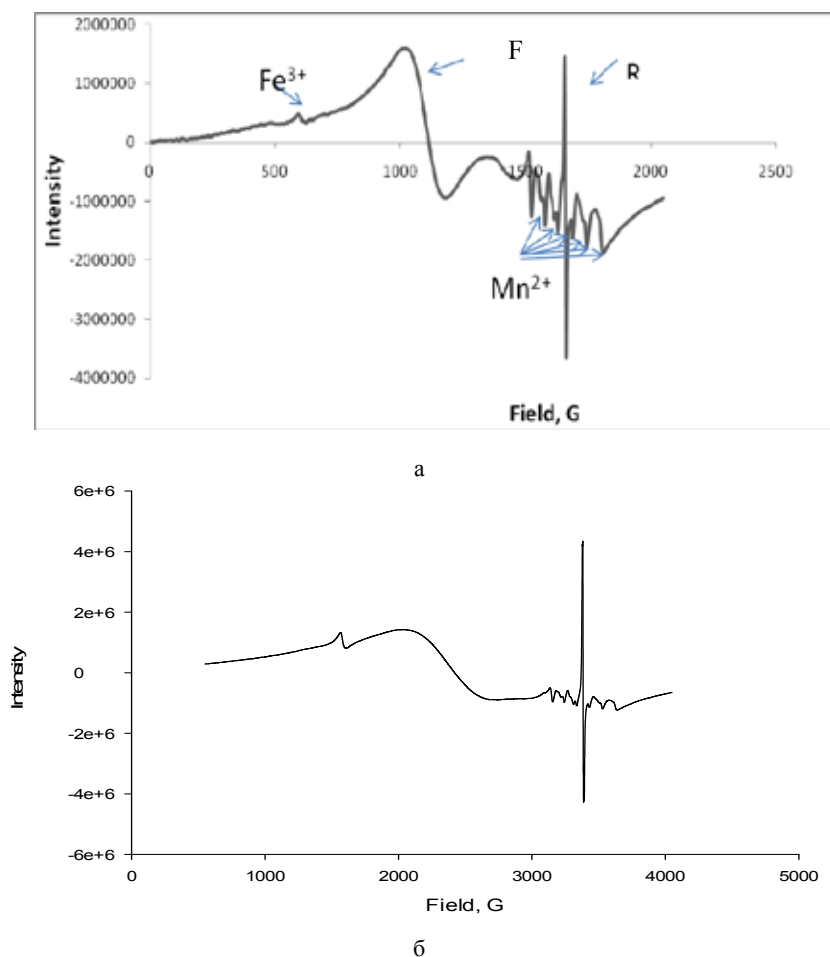 2000000
F
Fe³⁺
R
1000000
0
0 500 1000 1500 2000 2500
Intensity
-1000000
-2000000
Mn²⁺
-3000000
-4000000
Field, G
а
6e+6
4e+6
2e+6
Intensity
0
-2e+6
-4e+6
-6e+6
0 1000 2000 3000 4000 5000
Field, G
б